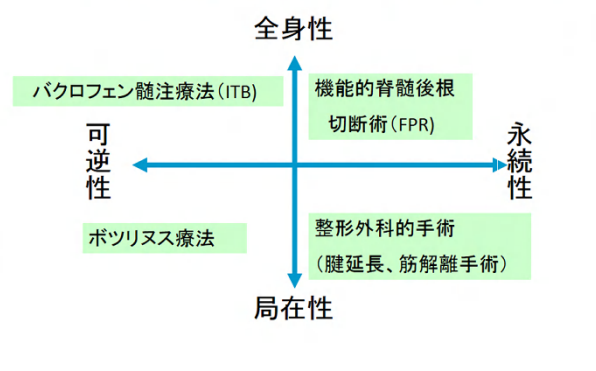 全身性
バクロフェン髄注療法（ITB）
機能的脊髄後根
切断術（FPR）
可逆性
永続性
ボツリヌス療法
整形外科的手術
（腱延長、筋解離手術）
局在性